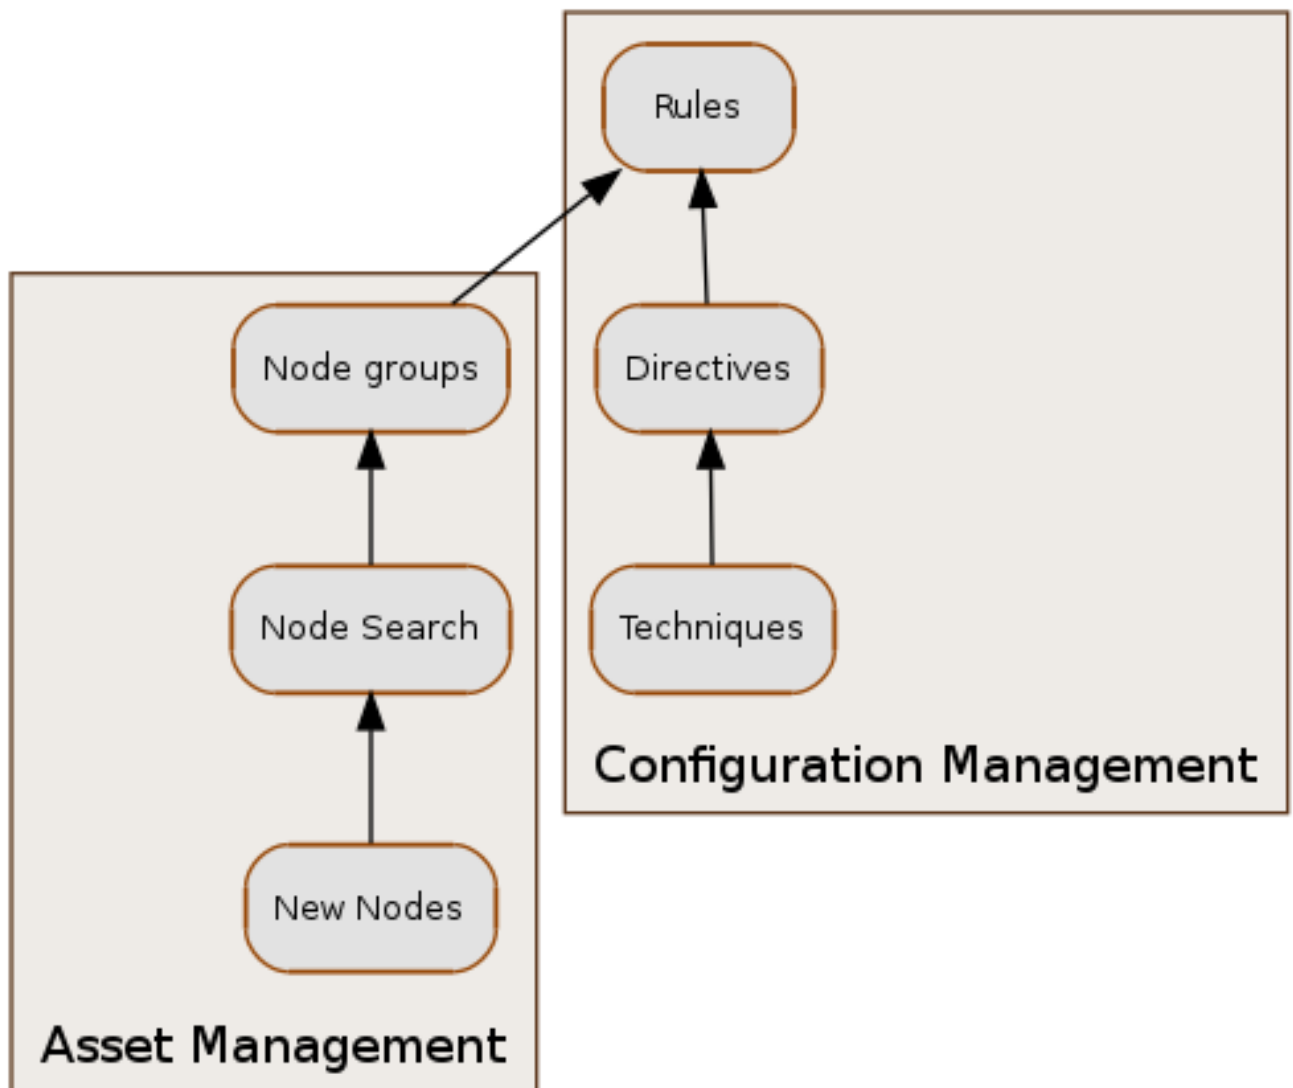 Rules
Node groups
Directives
Node Search
Techniques
Configuration Management
New Nodes
Asset Management